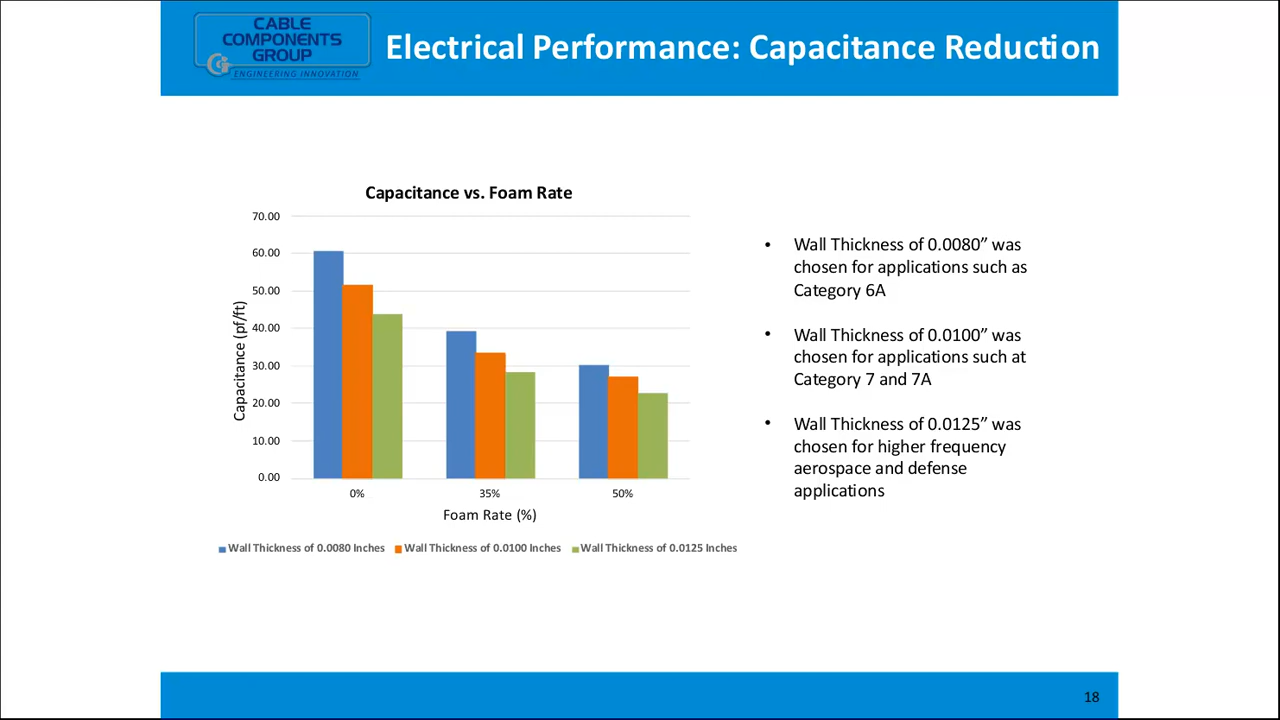 CABLE
COMPONENTS
GROUP
ENGINEERING INNOVATION
Electrical Performance: Capacitance Reduction
Capacitance vs. Foam Rate
Capacitance (pf/ft)
70.00
60.00
50.00
40.00
30.00
20.00
10.00
0.00
0% 35% 50%
Foam Rate (%)
Wall Thickness of 0.0080 Inches Wall Thickness of 0.0100 Inches Wall Thickness of 0.0125 Inches
• Wall Thickness of 0.0080” was
chosen for applications such as
Category 6A
• Wall Thickness of 0.0100” was
chosen for applications such at
Category 7 and 7A
• Wall Thickness of 0.0125” was
chosen for higher frequency
aerospace and defense
applications
18